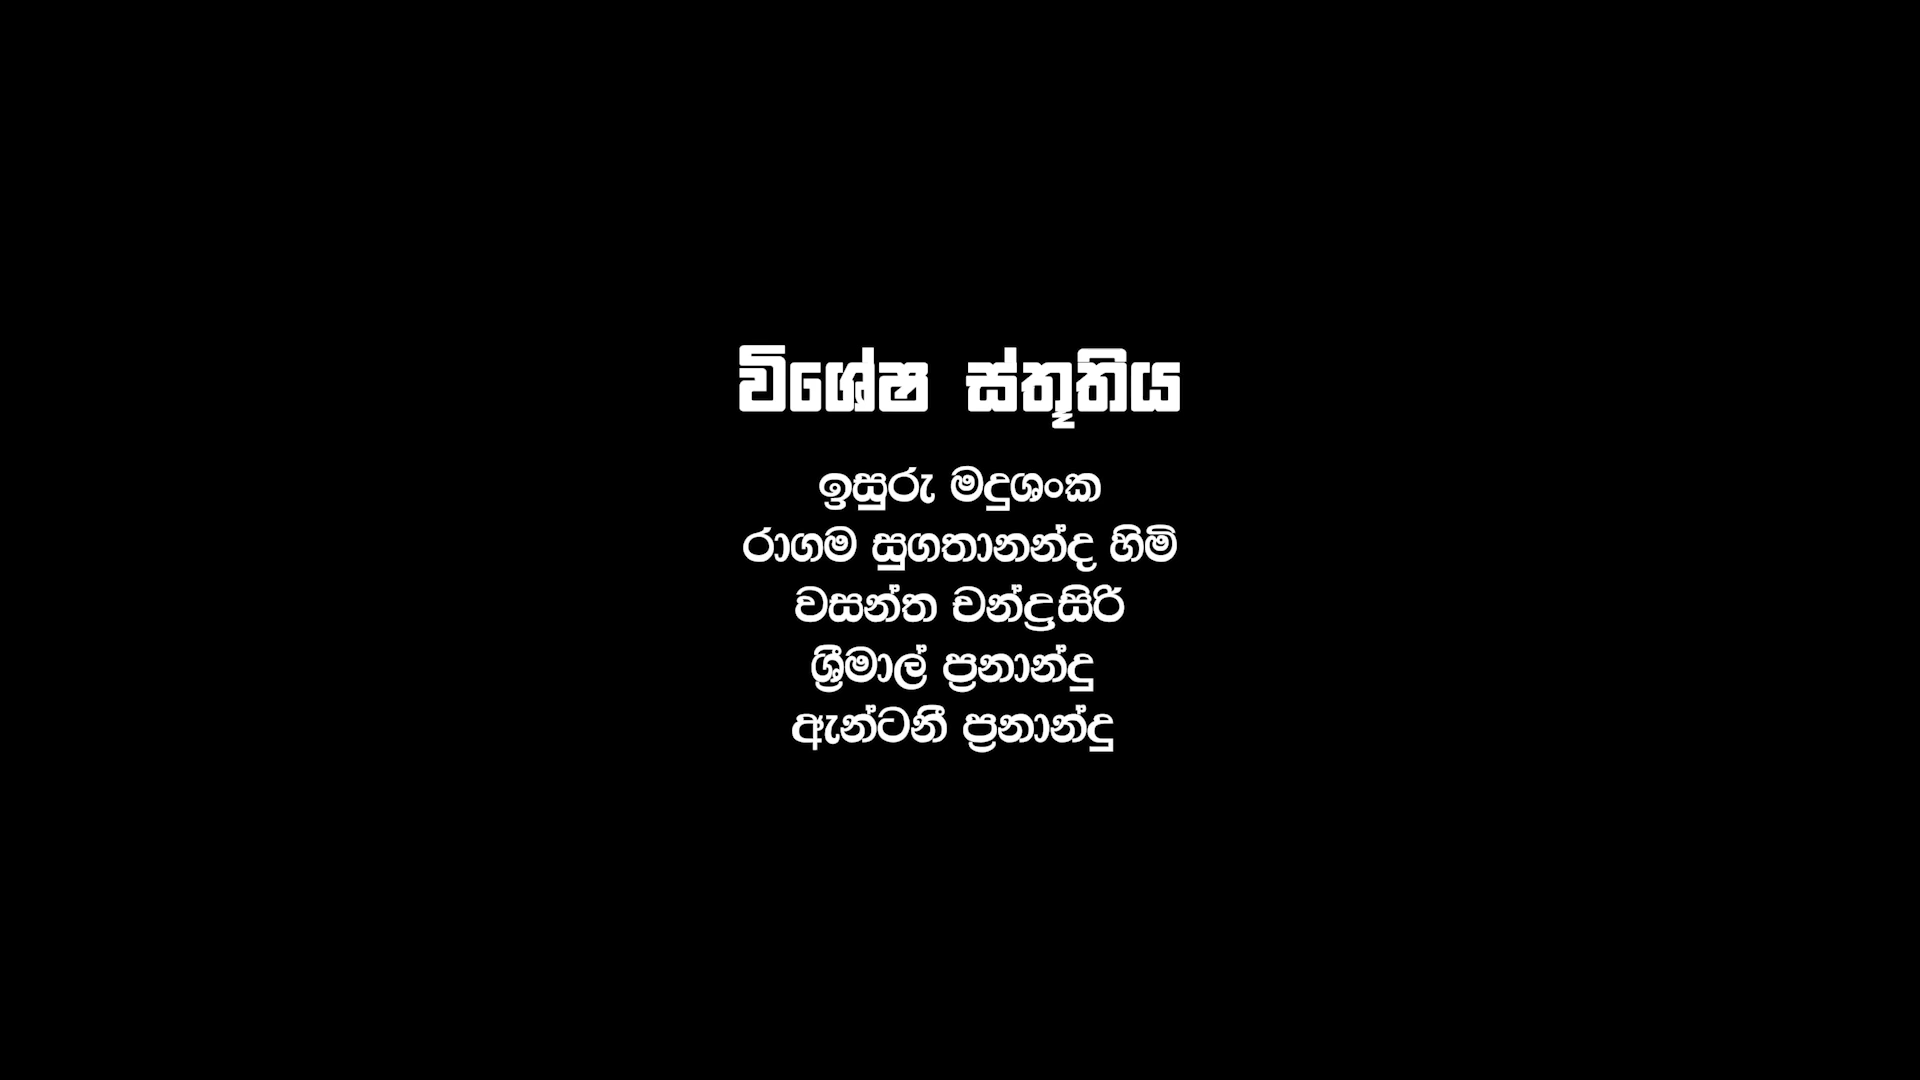 විශේෂ ස්තූතිය
ඉසුරු මදුශංක
රාගම සුගතානන්ද හිමි
වසන්ත චන්ද්‍රසිරි
ශ්‍රීමාල් ප්‍රනාන්දු
ඇන්ටනී ප්‍රනාන්දු